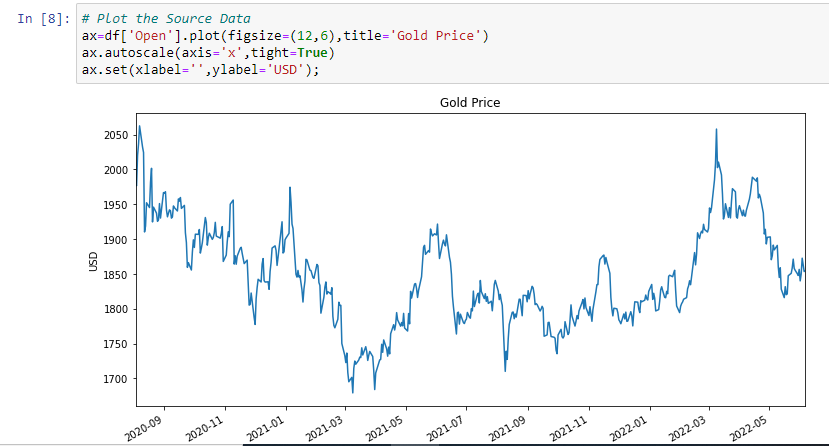 In [8]: # Plot the Source Data
ax=df['Open'].plot(figsize=(12,6),title='Gold Price')
ax.autoscale(axis='x',tight=True)
ax.set(xlabel='',ylabel='USD');
Gold Price
2050
2000
1950
1900
1850
1800
1750
1700
USD
2020-09 2020-11 2021-01 2021-03 2021-05 2021-07 2021-09 2021-11 2022-01 2022-03 2022-05